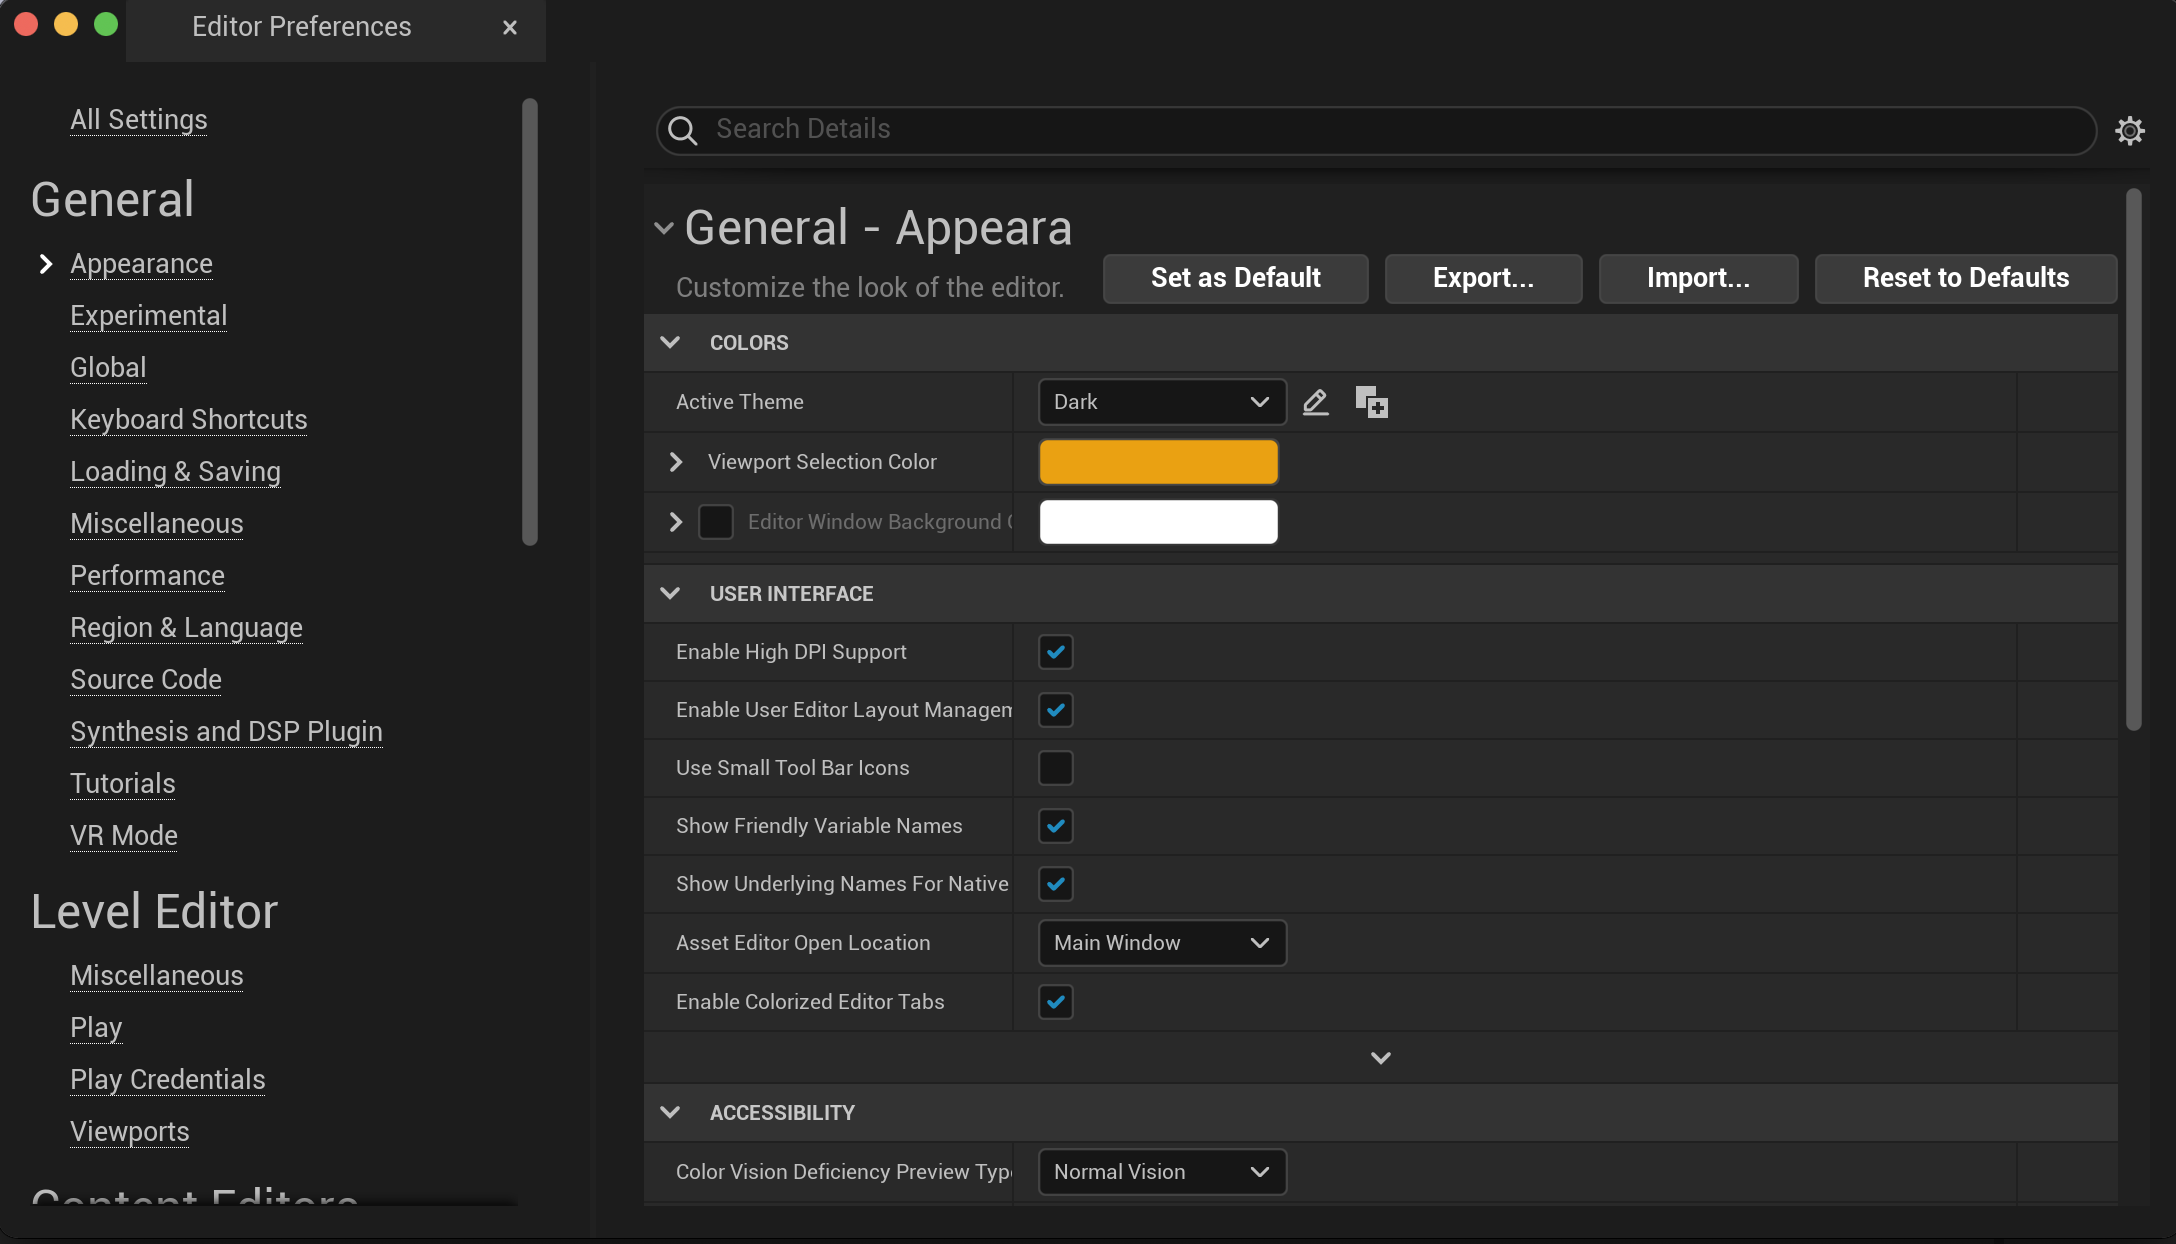 Editor Preferences
All Settings
General
Appearance
Experimental
Global
Keyboard Shortcuts
Loading & Saving
Miscellaneous
Performance
Region & Language
Source Code
Synthesis and DSP Plugin
Tutorials
VR Mode
Level Editor
Miscellaneous
Play
Play Credentials
Viewports
Content Editors
Search Details
General - Appeara
Customize the look of the editor.
Set as Default
Export...
Import...
Reset to Defaults
COLORS
Active Theme
Dark
Viewport Selection Color
Editor Window Background
USER INTERFACE
Enable High DPI Support
Enable User Editor Layout Managem
Use Small Tool Bar Icons
Show Friendly Variable Names
Show Underlying Names For Native
Asset Editor Open Location
Main Window
Enable Colorized Editor Tabs
ACCESSIBILITY
Color Vision Deficiency Preview Typ
Normal Vision